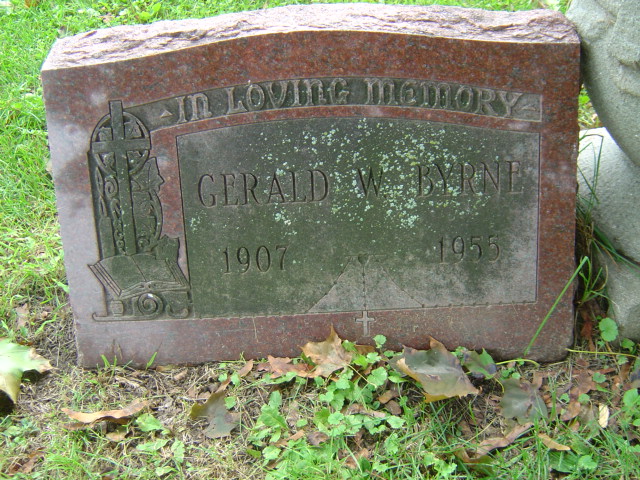 IN LOVING MEMORY
GERALD W. BYRNE
1907 1955